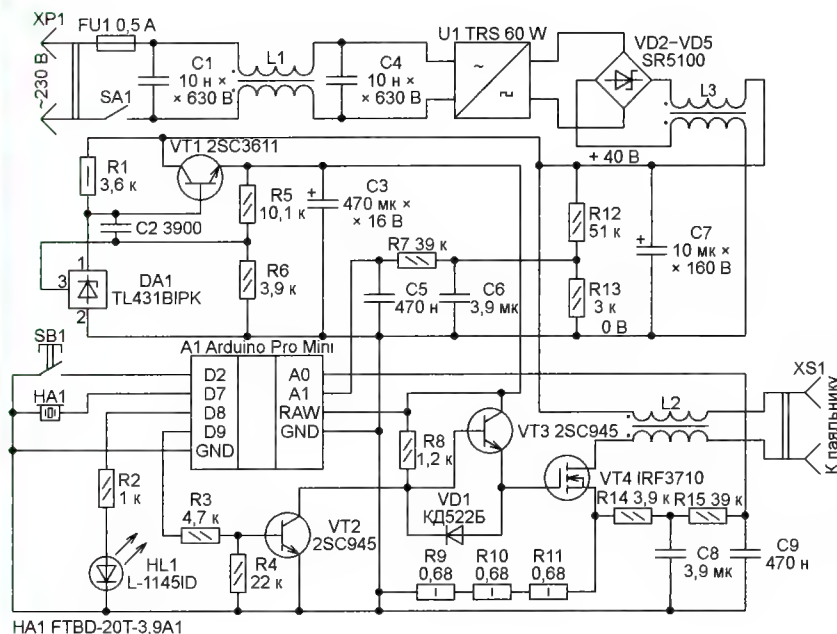 XP1
FU1 0,5 А
~230 В
SA1
C1
10 н ×
× 630 В
L1
C4
10 н ×
× 630 В
U1 TRS 60 W
VD2–VD5
SR5100
L3
+ 40 В
VT1 2SC3611
R1
3,6 к
C2 3900
R5
10,1 к
C3
470 мк ×
× 16 В
R12
51 к
C7
10 мк ×
× 160 В
R7 39 к
R6
3,9 к
C5
470 н
C6
3,9 мк
R13
3 к
0 В
1
3
2
DA1
TL431BIPK
SB1
HA1
A1 Arduino Pro Mini
D2
D7
D8
D9
GND
A0
A1
RAW
GND
XS1
К паяльнику
L2
R8
1,2 к
VT3 2SC945
VT4 IRF3710
R2
1 к
R3
4,7 к
VT2
2SC945
VD1
КД522Б
R14 3,9 к
R15 39 к
HL1
L-1145ID
R4
22 к
R9
0,68
R10
0,68
R11
0,68
C8
3,9 мк
C9
470 н
HA1 FTBD-20T-3.9A1